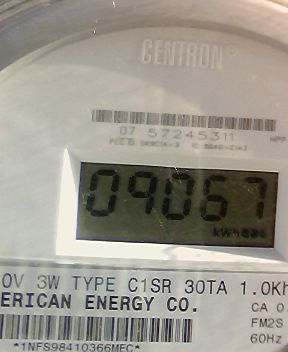 CENTRON®
07 57245311
09067
0V 3W TYPE C1SR 30TA 1.0Kh
ERICAN ENERGY CO.
CA 0.
FM2S
60Hz
*1NFS98410366MEC*